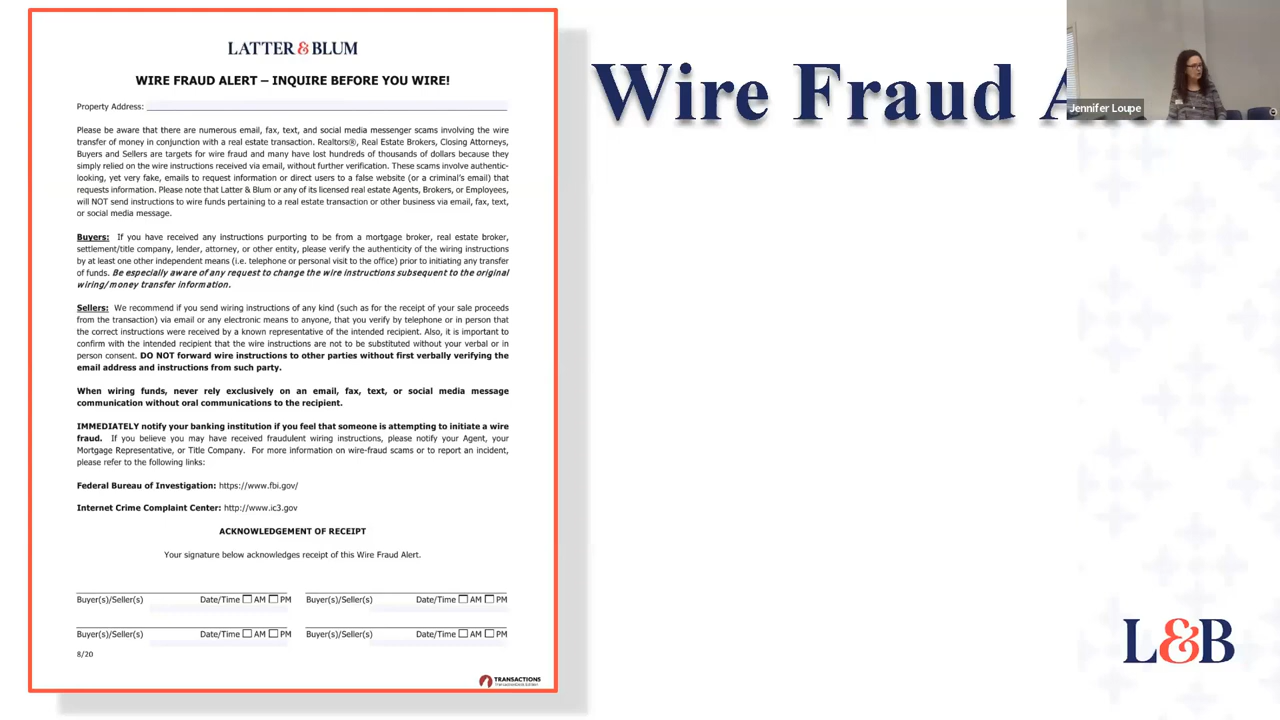 LATTER & BLUM
WIRE FRAUD ALERT – INQUIRE BEFORE YOU WIRE!
Property Address:
Please be aware that there are numerous email, fax, text, and social media messenger scams involving the wire
transfer of money in conjunction with a real estate transaction. Realtors®, Real Estate Brokers, Closing Attorneys,
Buyers and Sellers are targets for wire fraud and many have lost hundreds of thousands of dollars because they
simply relied on the wire instructions received via email, without further verification. These scams involve authentic-
looking, yet very fake, emails to request information or direct users to a false website (or a criminal's email) that
requests information. Please note that Latter & Blum or any of its licensed real estate Agents, Brokers, or Employees,
will NOT send instructions to wire funds pertaining to a real estate transaction or other business via email, fax, text,
or social media message.
Buyers: If you have received any instructions purporting to be from a mortgage broker, real estate broker,
settlement/title company, lender, attorney, or other entity, please verify the authenticity of the wiring instructions
by at least one other independent means (i.e. telephone or personal visit to the office) prior to initiating any transfer
of funds. Be especially aware of any request to change the wire instructions subsequent to the original
wiring/money transfer information.
Sellers: We recommend if you send wiring instructions of any kind (such as for the receipt of your sale proceeds
from the transaction) via email or any electronic means to anyone, that you verify by telephone or in person that
the correct instructions were received by a known representative of the intended recipient. Also, it is important to
confirm with the intended recipient that the wire instructions are not to be substituted without your verbal or in
person consent. DO NOT forward wire instructions to other parties without first verbally verifying the
email address and instructions from such party.
When wiring funds, never rely exclusively on an email, fax, text, or social media message
communication without oral communications to the recipient.
IMMEDIATELY notify your banking institution if you feel that someone is attempting to initiate a wire
fraud. If you believe you may have received fraudulent wiring instructions, please notify your Agent, your
Mortgage Representative, or Title Company. For more information on wire-fraud scams or to report an incident,
please refer to the following links:
Federal Bureau of Investigation: https://www.fbi.gov/
Internet Crime Complaint Center: http://www.ic3.gov
ACKNOWLEDGEMENT OF RECEIPT
Your signature below acknowledges receipt of this Wire Fraud Alert.
Buyer(s)/Seller(s) Date/Time AM PM Buyer(s)/Seller(s) Date/Time AM PM
Buyer(s)/Seller(s) Date/Time AM PM Buyer(s)/Seller(s) Date/Time AM PM
8/20
TRANSACTIONS
Wire Fraud
Jennifer Loupe
L&B